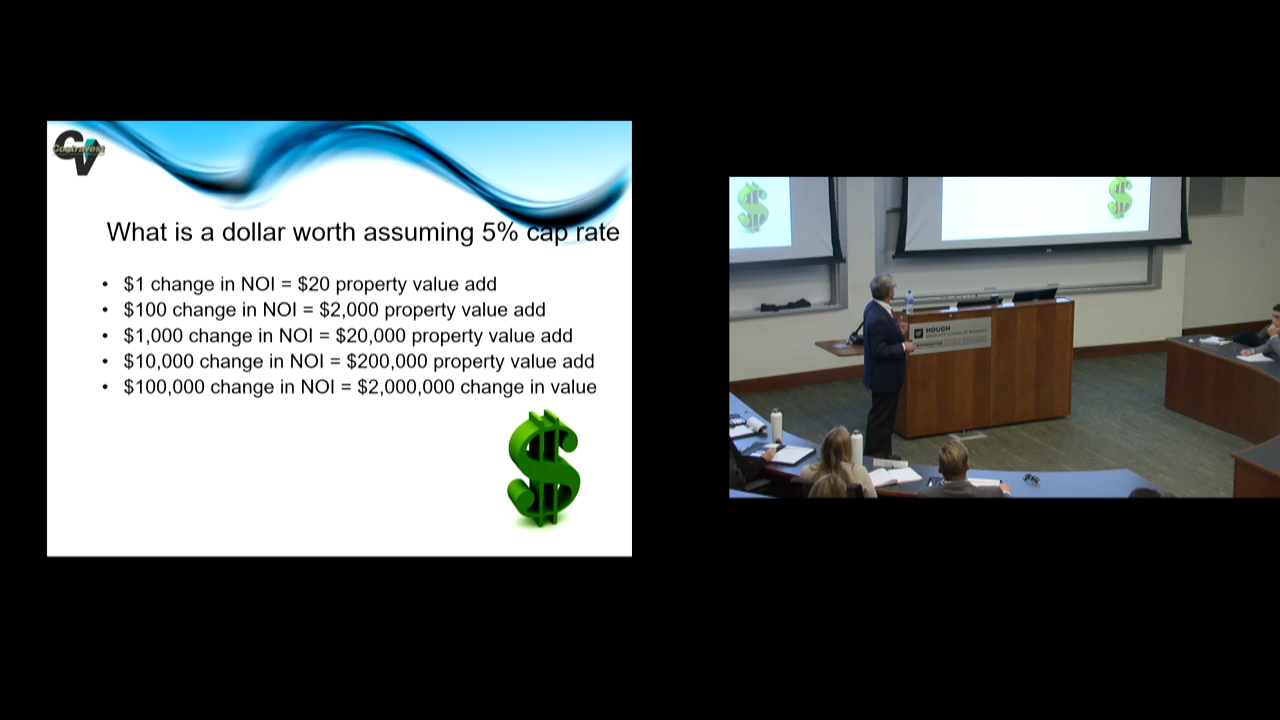 CV
ContraVest
What is a dollar worth assuming 5% cap rate
• $1 change in NOI = $20 property value add
• $100 change in NOI = $2,000 property value add
• $1,000 change in NOI = $20,000 property value add
• $10,000 change in NOI = $200,000 property value add
• $100,000 change in NOI = $2,000,000 change in value
$
UF HOUGH
GRADUATE SCHOOL OF BUSINESS